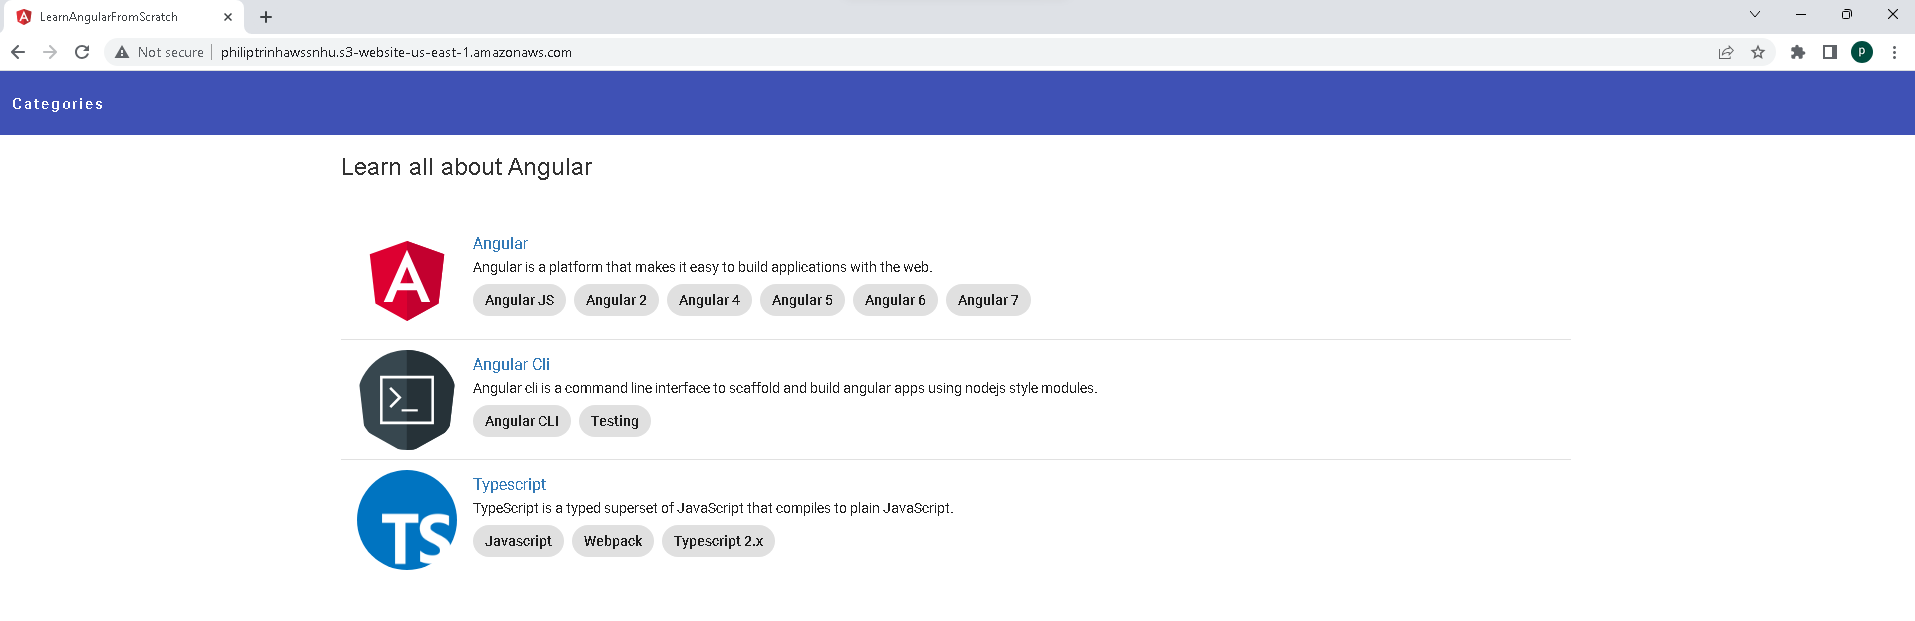 LearnAngularFromScratch
Not secure philiptrinhawssnhu.s3-website-us-east-1.amazonaws.com
P
Categories
Learn all about Angular
A
Angular
Angular is a platform that makes it easy to build applications with the web.
Angular JS Angular 2 Angular 4 Angular 5 Angular 6 Angular 7
Angular Cli
Angular cli is a command line interface to scaffold and build angular apps using nodejs style modules.
Angular CLI Testing
TS
Typescript
TypeScript is a typed superset of JavaScript that compiles to plain JavaScript.
Javascript Webpack Typescript 2.x